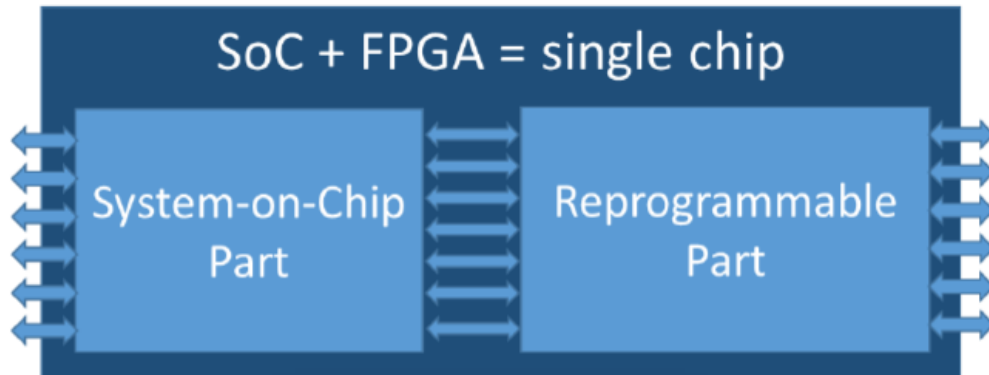 SoC + FPGA = single chip
System-on-Chip
Part
Reprogrammable
Part